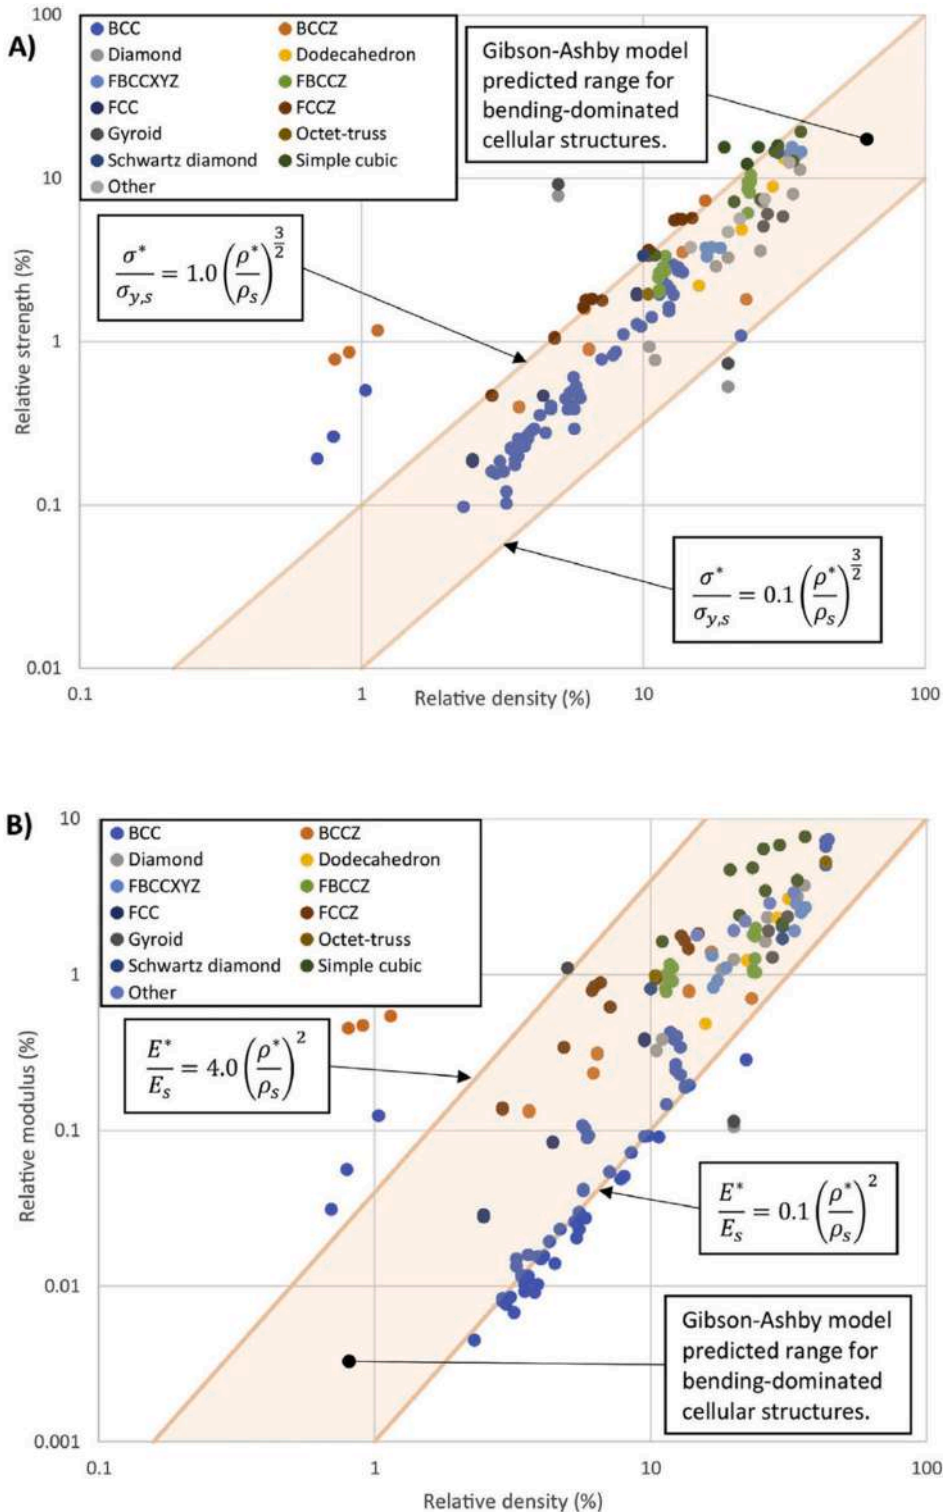 A)
BCC
BCCZ
Diamond
Dodecahedron
FBCCXYZ
FBCCZ
FCC
FCCZ
Gyroid
Octet-truss
Schwartz diamond
Simple cubic
Other
Gibson-Ashby model
predicted range for
bending-dominated
cellular structures.
σ*/σy,s = 1.0 (ρ*/ρs)^3/2
σ*/σy,s = 0.1 (ρ*/ρs)^3/2
Relative strength (%)
100
10
1
0.1
0.01
0.1
1
10
100
Relative density (%)
B)
BCC
BCCZ
Diamond
Dodecahedron
FBCCXYZ
FBCCZ
FCC
FCCZ
Gyroid
Octet-truss
Schwartz diamond
Simple cubic
Other
E*/Es = 4.0 (ρ*/ρs)^2
E*/Es = 0.1 (ρ*/ρs)^2
Gibson-Ashby model
predicted range for
bending-dominated
cellular structures.
Relative modulus (%)
10
1
0.1
0.01
0.001
0.1
1
10
100
Relative density (%)